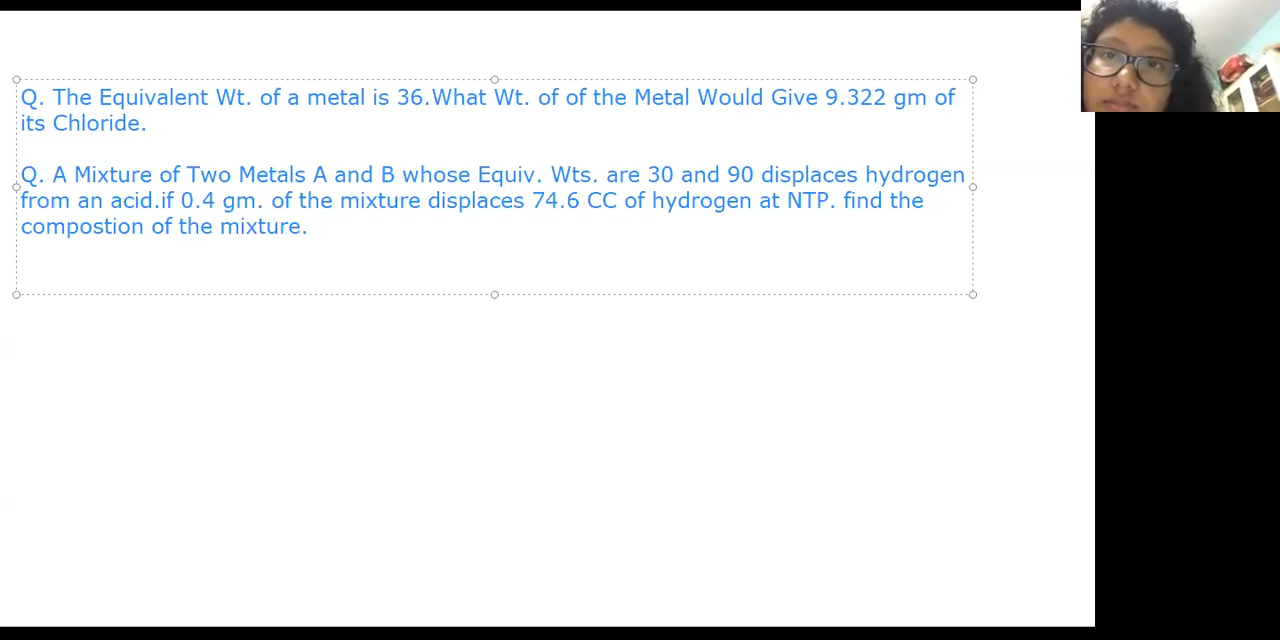 Q. The Equivalent Wt. of a metal is 36.What Wt. of of the Metal Would Give 9.322 gm of
its Chloride.
Q. A Mixture of Two Metals A and B whose Equiv. Wts. are 30 and 90 displaces hydrogen
from an acid.if 0.4 gm. of the mixture displaces 74.6 CC of hydrogen at NTP. find the
compostion of the mixture.